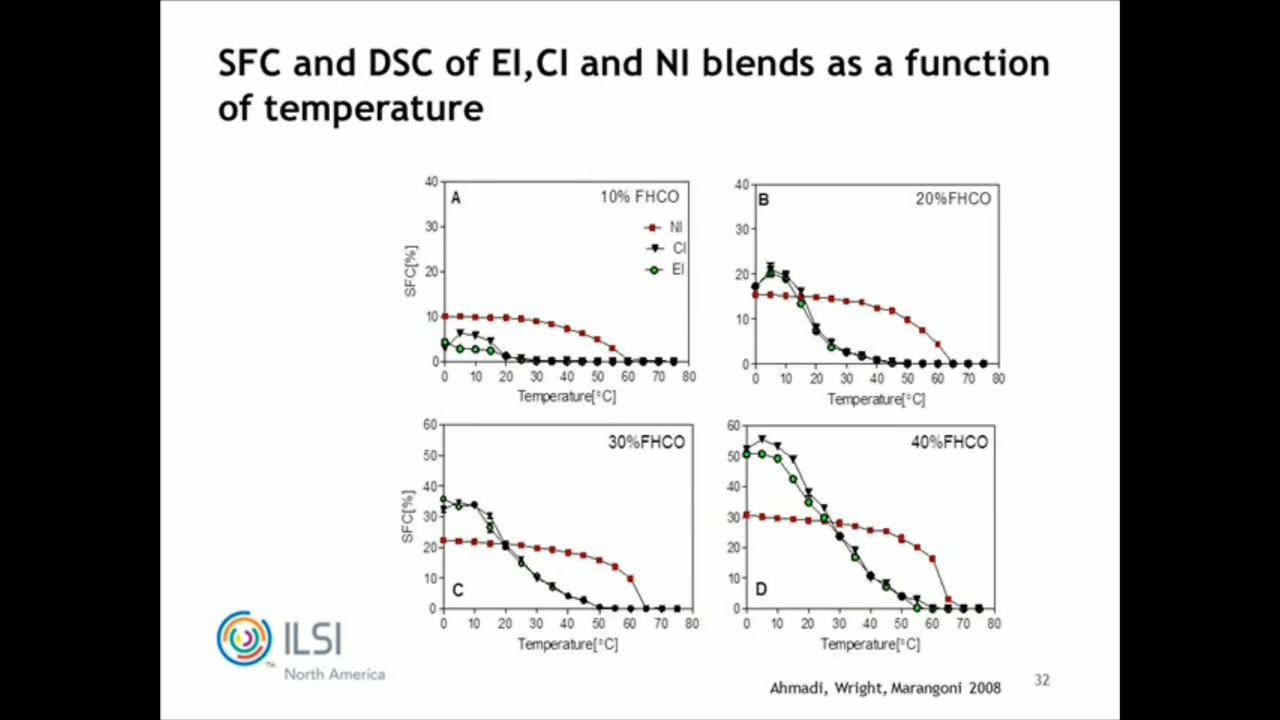 SFC and DSC of EI,CI and NI blends as a function
of temperature
A
10% FHCO
NI
CI
EI
SFC[%]
40
30
20
10
0
0 10 20 30 40 50 60 70 80
Temperature[°C]
B
20%FHCO
40
30
20
10
0
0 10 20 30 40 50 60 70 80
Temperature[°C]
30%FHCO
C
SFC[%]
60
50
40
30
20
10
0
0 10 20 30 40 50 60 70 80
Temperature[°C]
40%FHCO
D
60
50
40
30
20
10
0
0 10 20 30 40 50 60 70 80
Temperature[°C]
ILSI
TM
North America
Ahmadi, Wright, Marangoni 2008
32